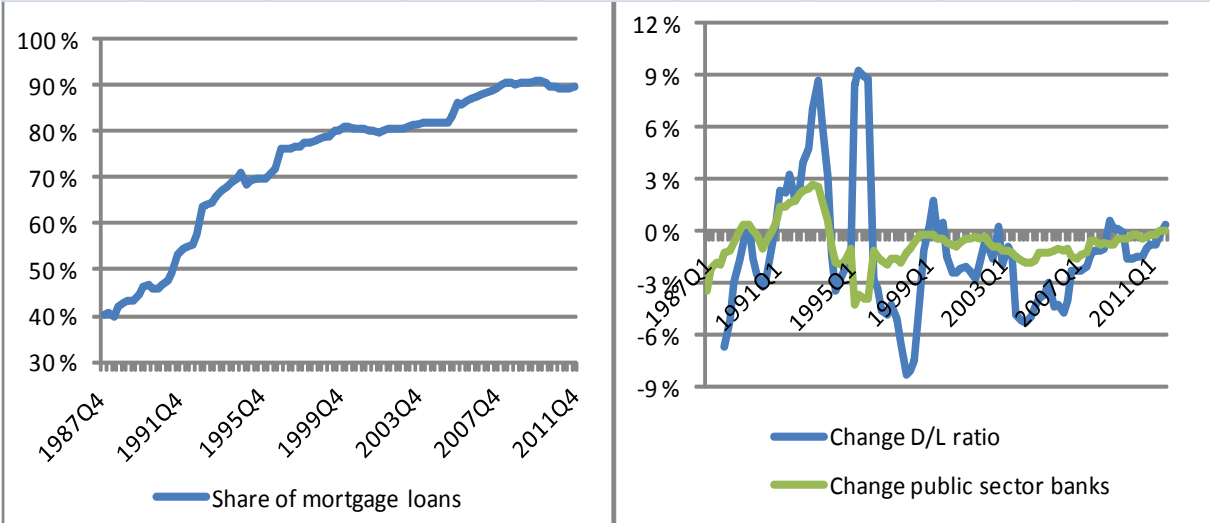 100 %
90 %
80 %
70 %
60 %
50 %
40 %
30 %
1987Q4
1991Q4
1995Q4
1999Q4
2003Q4
2007Q4
2011Q4
Share of mortgage loans
12 %
9 %
6 %
3 %
0 %
-3 %
-6 %
-9 %
1987Q1
1991Q1
1995Q1
1999Q1
2003Q1
2007Q1
2011Q1
Change D/L ratio
Change public sector banks